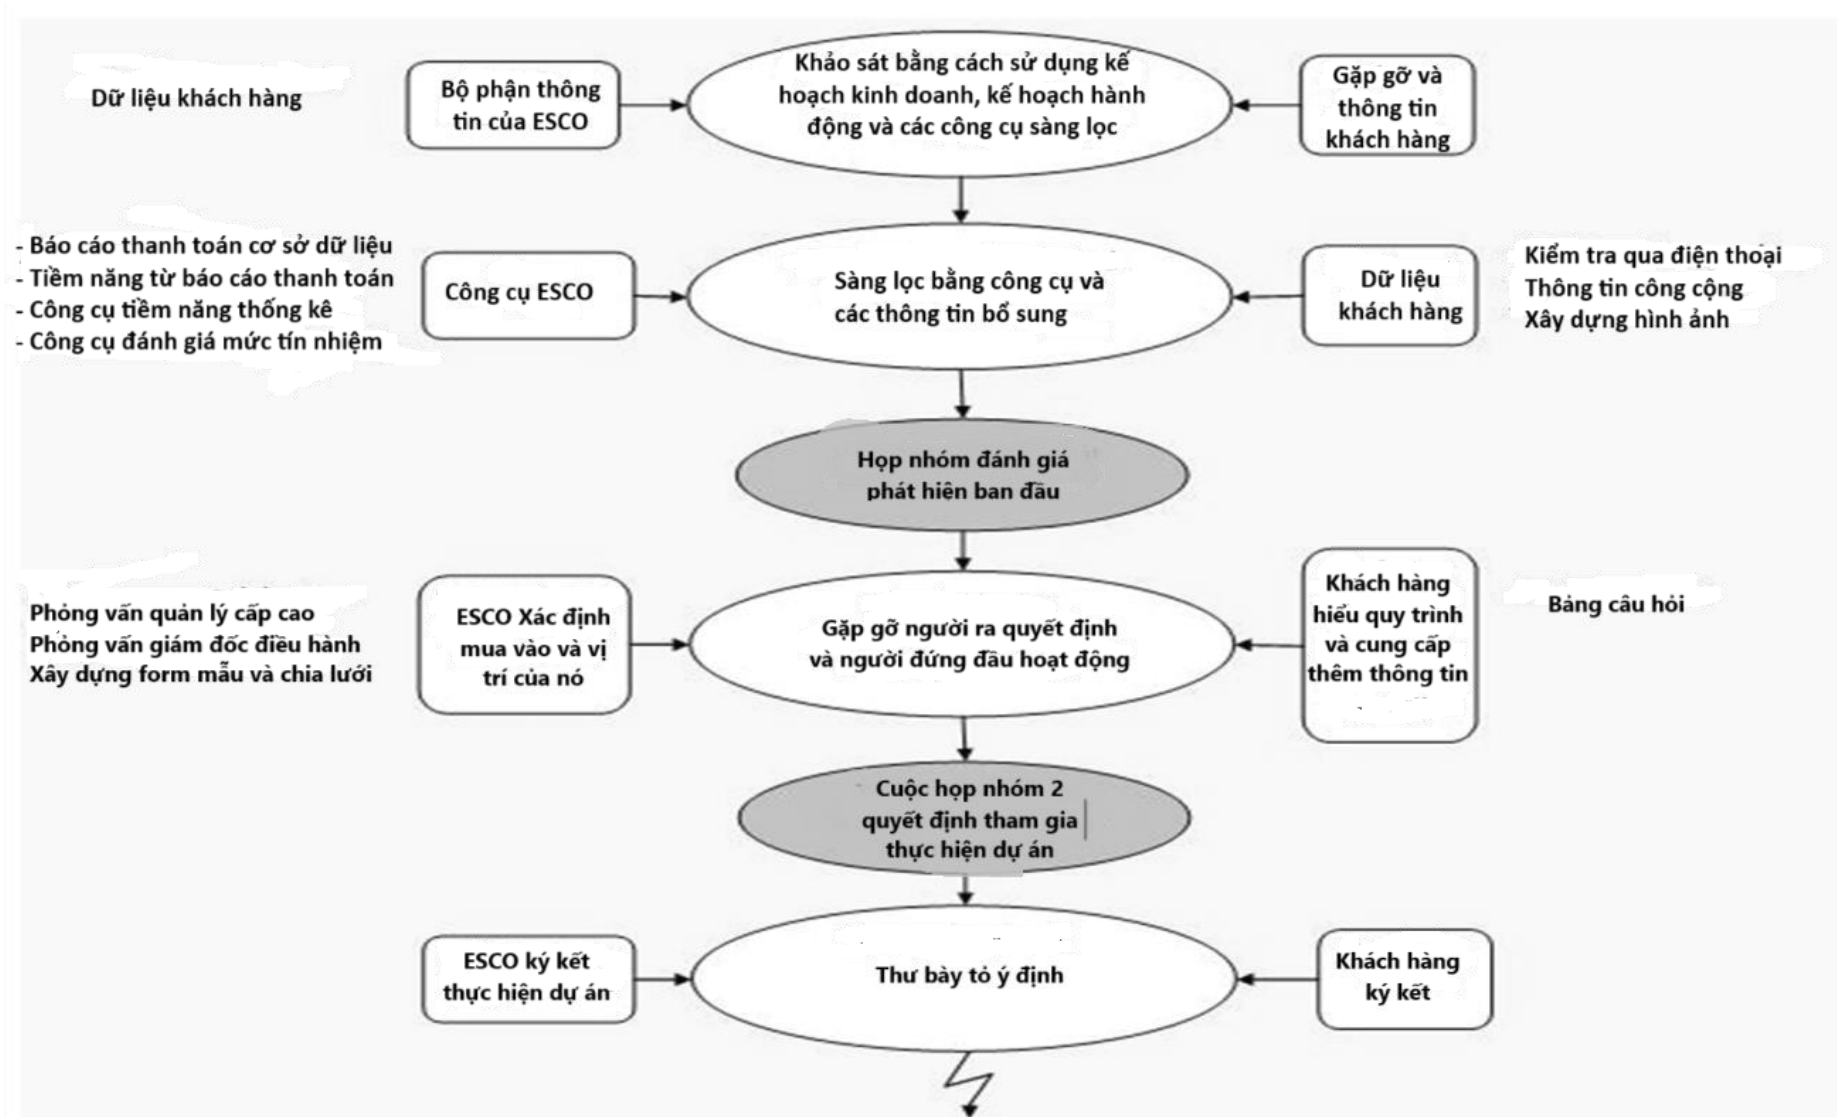 Dữ liệu khách hàng
Bộ phận thông
tin của ESCO
Khảo sát bằng cách sử dụng kế
hoạch kinh doanh, kế hoạch hành
động và các công cụ sàng lọc
Gặp gỡ và
thông tin
khách hàng
- Báo cáo thanh toán cơ sở dữ liệu
- Tiềm năng từ báo cáo thanh toán
- Công cụ tiềm năng thống kê
- Công cụ đánh giá mức tín nhiệm
Công cụ ESCO
Sàng lọc bằng công cụ và
các thông tin bổ sung
Dữ liệu
khách hàng
Kiểm tra qua điện thoại
Thông tin công cộng
Xây dựng hình ảnh
Họp nhóm đánh giá
phát hiện ban đầu
Phỏng vấn quản lý cấp cao
Phỏng vấn giám đốc điều hành
Xây dựng form mẫu và chia lưới
ESCO Xác định
mua vào và vị
trí của nó
Gặp gỡ người ra quyết định
và người đứng đầu hoạt động
Khách hàng
hiểu quy trình
và cung cấp
thêm thông tin
Bảng câu hỏi
Cuộc họp nhóm 2
quyết định tham gia
thực hiện dự án
ESCO ký kết
thực hiện dự án
Thư bày tỏ ý định
Khách hàng
ký kết